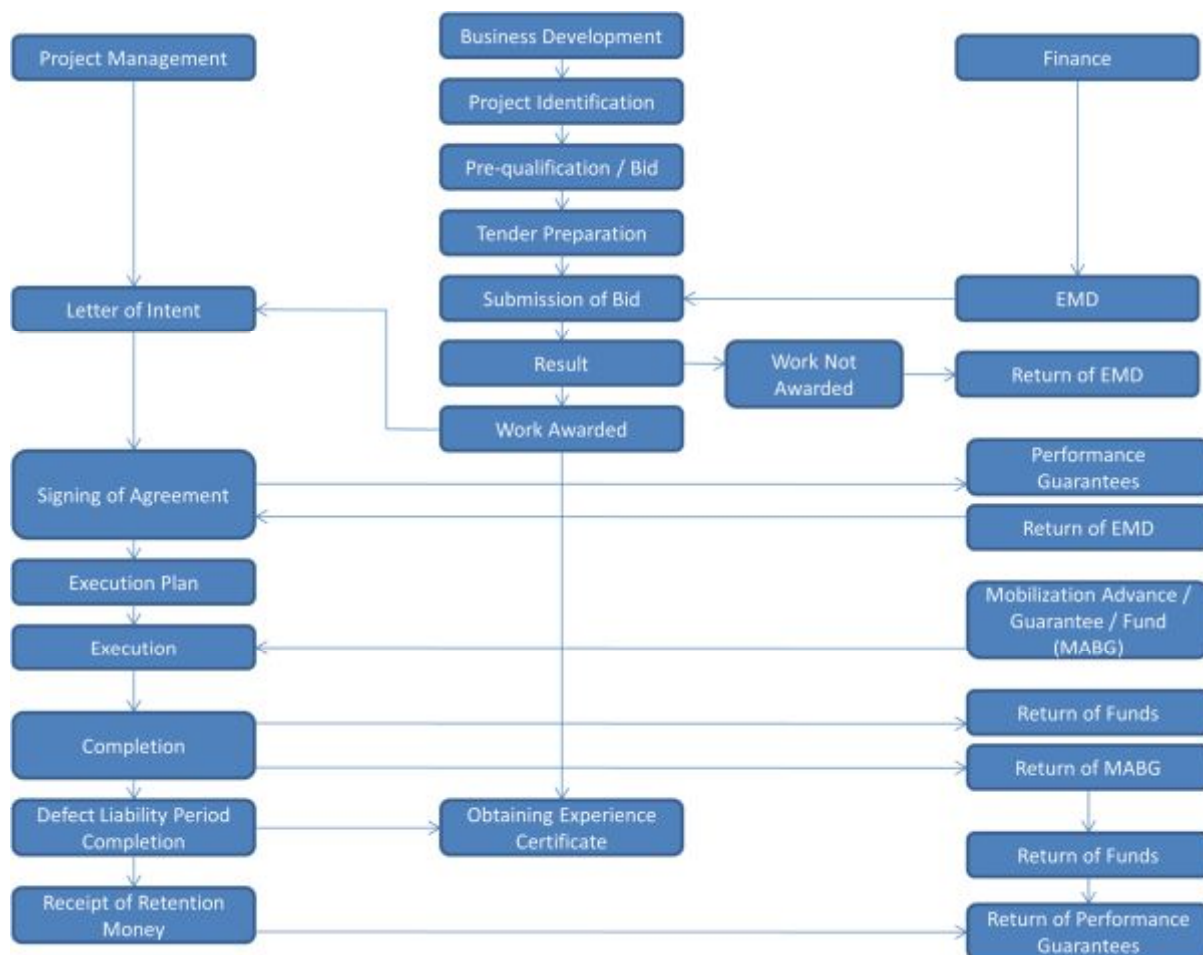 Business Development
Project Management
Finance
Project Identification
Pre-qualification / Bid
Tender Preparation
Letter of Intent
Submission of Bid
EMD
Result
Work Not
Awarded
Return of EMD
Work Awarded
Signing of Agreement
Performance
Guarantees
Return of EMD
Execution Plan
Mobilization Advance /
Guarantee / Fund
(MABG)
Execution
Completion
Return of Funds
Return of MABG
Defect Liability Period
Completion
Obtaining Experience
Certificate
Return of Funds
Receipt of Retention
Money
Return of Performance
Guarantees